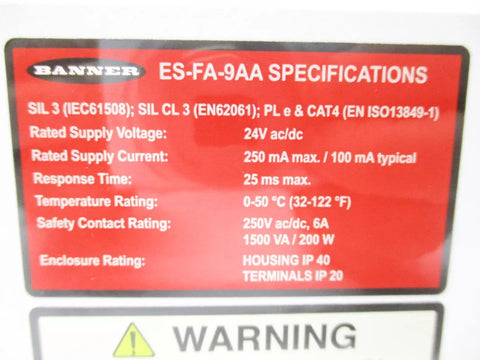 BANNER ES-FA-9AA SPECIFICATIONS
SIL 3 (IEC61508); SIL CL 3 (EN62061); PL e & CAT4 (EN ISO13849-1)
Rated Supply Voltage: 24V ac/dc
Rated Supply Current: 250 mA max. / 100 mA typical
Response Time: 25 ms max.
Temperature Rating: 0-50 °C (32-122 °F)
Safety Contact Rating: 250V ac/dc, 6A
1500 VA / 200 W
Enclosure Rating: HOUSING IP 40
TERMINALS IP 20
WARNING